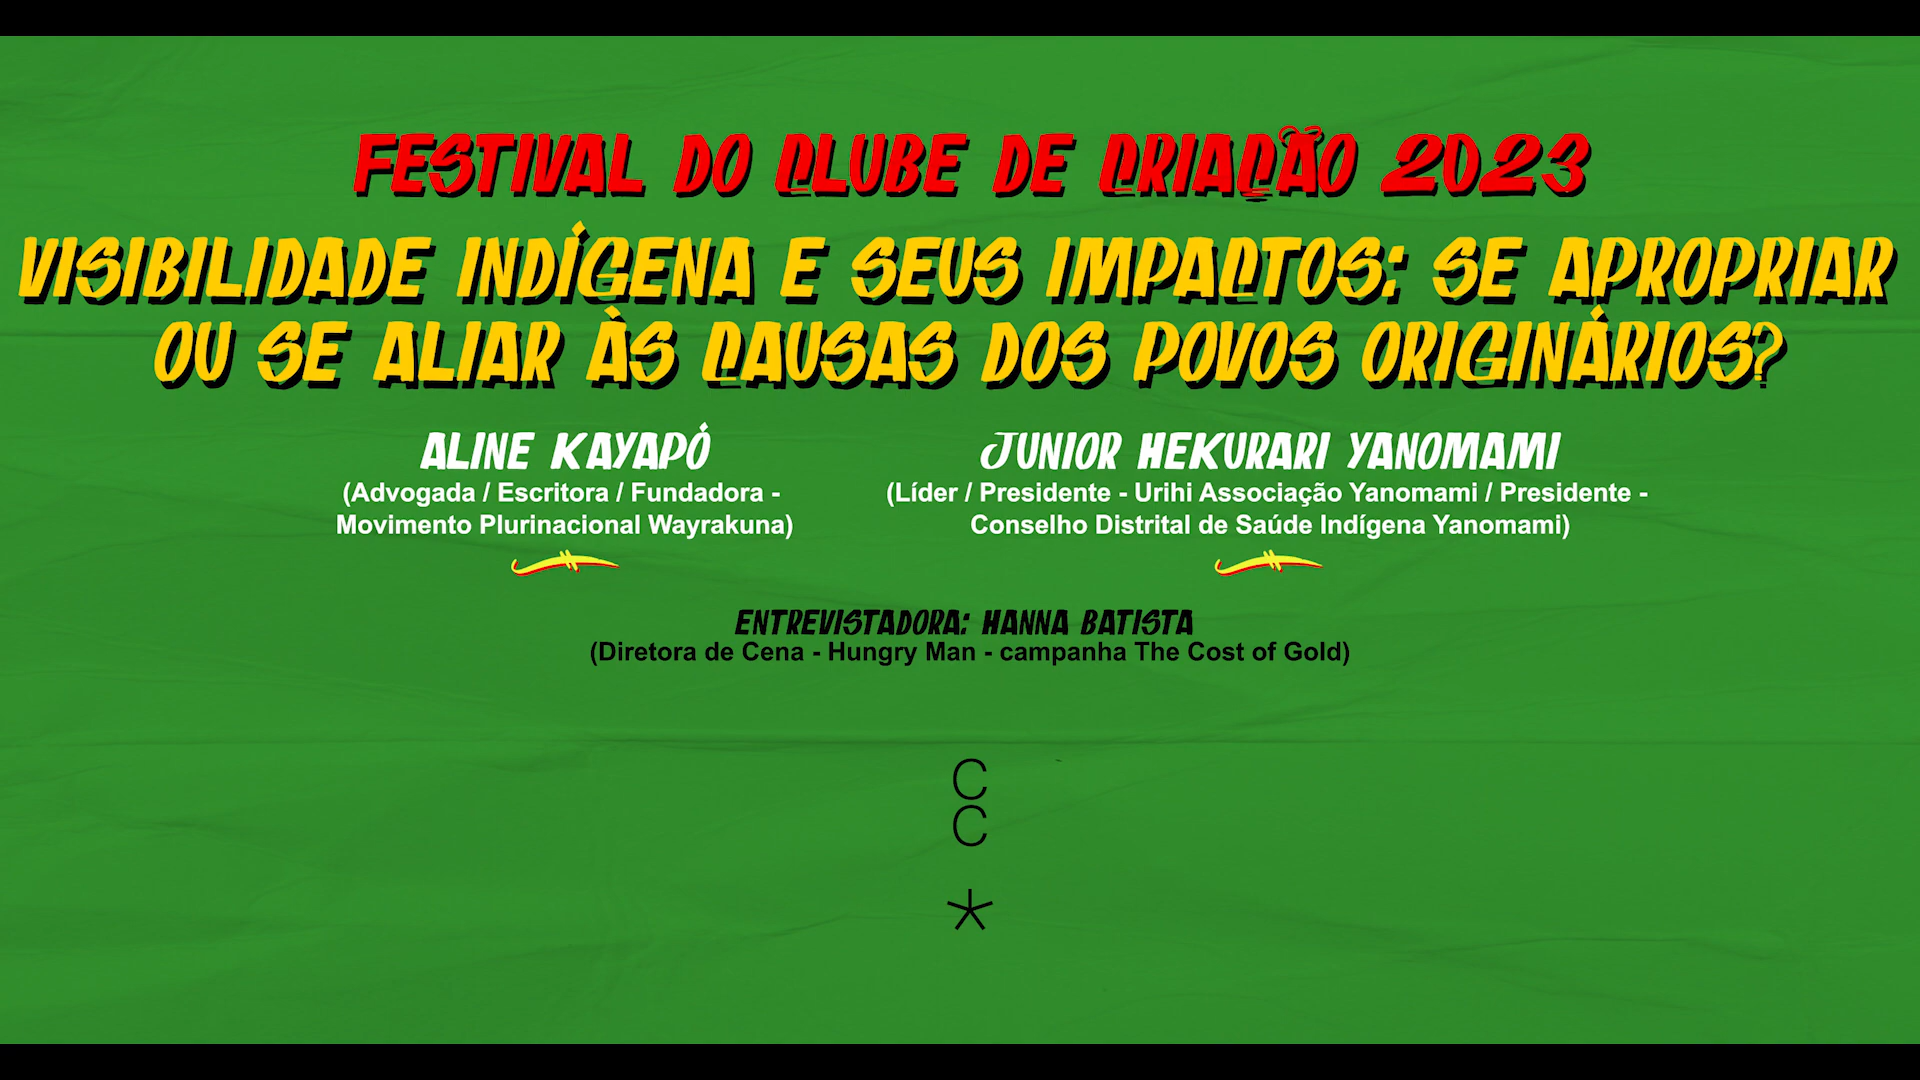 FESTIVAL DO CLUBE DE CRIAÇÃO 2023
VISIBILIDADE INDÍGENA E SEUS IMPACTOS: SE APROPRIAR
OU SE ALIAR ÀS CAUSAS DOS POVOS ORIGINÁRIOS?
ALINE KAYAPÓ
(Advogada / Escritora / Fundadora -
Movimento Plurinacional Wayrakuna)
JUNIOR HEKURARI YANOMAMI
(Líder / Presidente - Urihi Associação Yanomami / Presidente -
Conselho Distrital de Saúde Indígena Yanomami)
ENTREVISTADORA: HANNA BATISTA
(Diretora de Cena - Hungry Man - campanha The Cost of Gold)
C
C
*